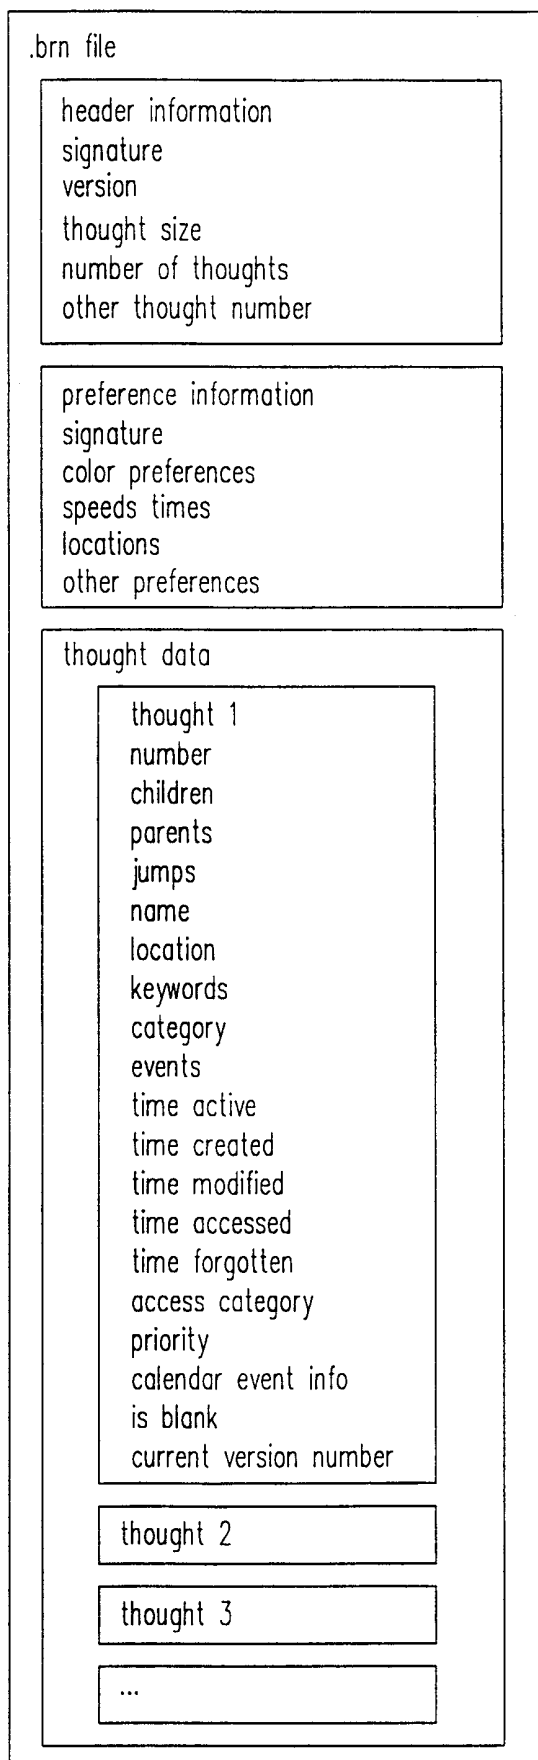 .brn file
header information
signature
version
thought size
number of thoughts
other thought number
preference information
signature
color preferences
speeds times
locations
other preferences
thought data
thought 1
number
children
parents
jumps
name
location
keywords
category
events
time active
time created
time modified
time accessed
time forgotten
access category
priority
calendar event info
is blank
current version number
thought 2
thought 3
...